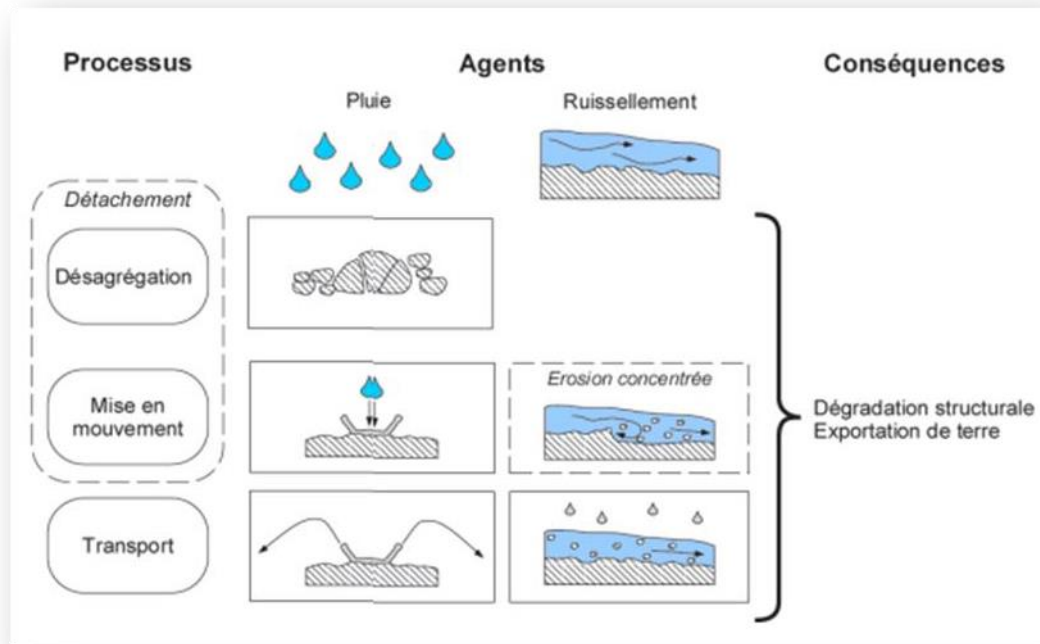 Processus
Agents
Conséquences
Pluie
Ruissellement
Détachement
Désagrégation
Mise en
mouvement
Erosion concentrée
Dégradation structurale
Exportation de terre
Transport